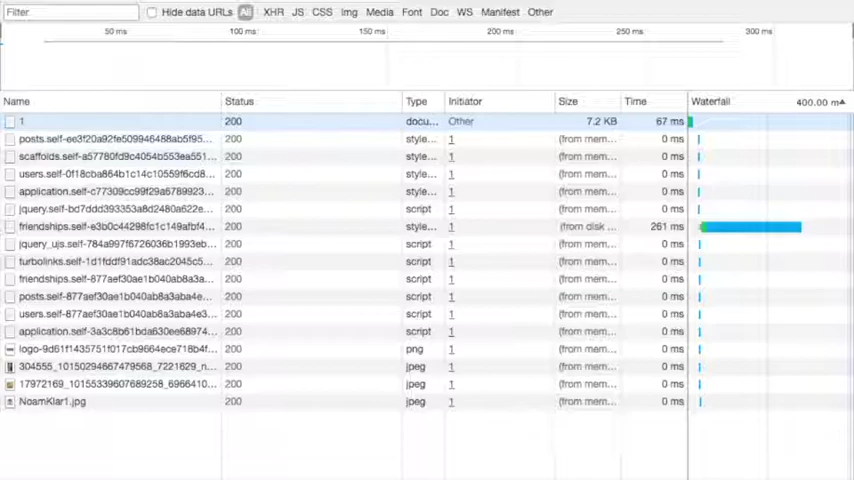 Filter Hide data URLs All XHR JS CSS Img Media Font Doc WS Manifest Other
50 ms 100 ms 150 ms 200 ms 250 ms 300 ms
Name Status Type Initiator Size Time Waterfall 400.00 m▲
1 200 docu... Other 7.2 KB 67 ms
posts.self-ee3f20a92fe509946488ab5f95... 200 style... 1 (from mem... 0 ms
scaffolds.self-a57780fd9c4054b553ea551... 200 style... 1 (from mem... 0 ms
users.self-0f18cba864b1c14c10559f6cd8... 200 style... 1 (from mem... 0 ms
application.self-c77309cc99f29a6789923... 200 style... 1 (from mem... 0 ms
jquery.self-bd7ddd393353a8d2480a622e... 200 script 1 (from mem... 0 ms
friendships.self-e3b0c44298fc1c149afbf4... 200 style... 1 (from disk ... 261 ms
jquery_ujs.self-784a997f6726036b1993eb... 200 script 1 (from mem... 0 ms
turbolinks.self-1d1fddf91adc38ac2045c5... 200 script 1 (from mem... 0 ms
friendships.self-877aef30ae1b040ab8a3a... 200 script 1 (from mem... 0 ms
posts.self-877aef30ae1b040ab8a3aba4e... 200 script 1 (from mem... 0 ms
users.self-877aef30ae1b040ab8a3aba4e3... 200 script 1 (from mem... 0 ms
application.self-3a3c8b61bda630ee68974... 200 script 1 (from mem... 0 ms
logo-9d61f1435751f017cb9664ece718b4f... 200 png 1 (from mem... 0 ms
304555_10150294667479568_7221629_n... 200 jpeg 1 (from mem... 0 ms
17972169_10155339607689258_6966410... 200 jpeg 1 (from mem... 0 ms
NoamKlar1.jpg 200 jpeg 1 (from mem... 0 ms